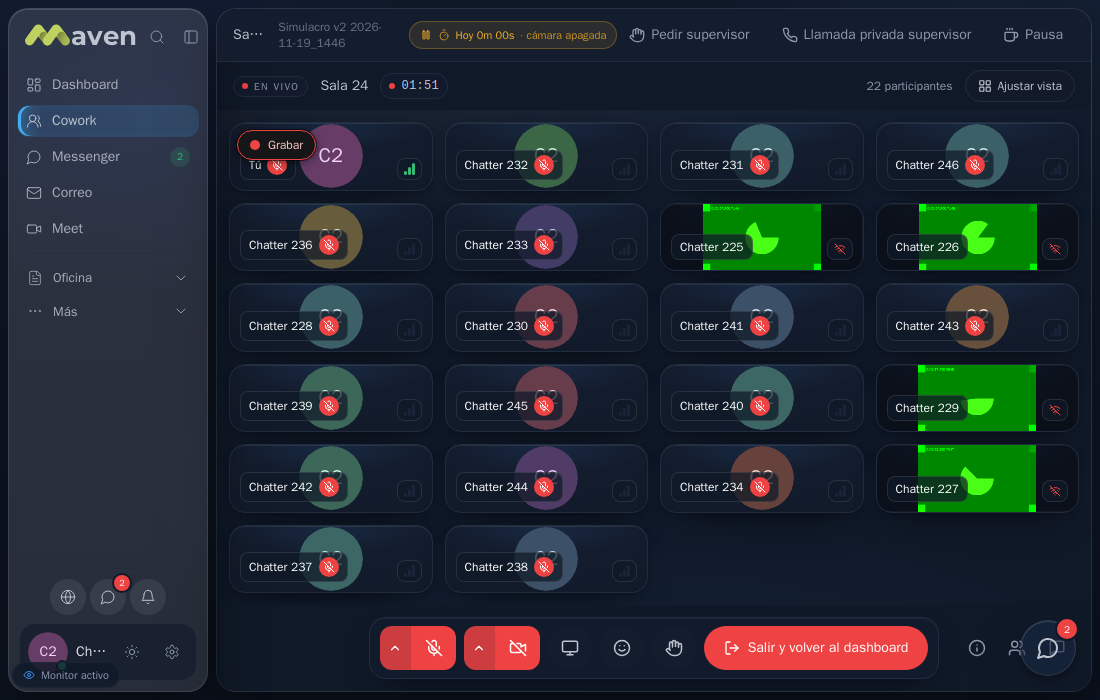 Maven
Dashboard
Cowork
Messenger
2
Correo
Meet
Oficina
Más
2
C2
Ch···
Monitor activo
Sa···
Simulacro v2 2026-
11-19_1446
Hoy 0m 00s · cámara apagada
Pedir supervisor
Llamada privada supervisor
Pausa
EN VIVO
Sala 24
01:51
22 participantes
Ajustar vista
Grabar
C2
Tú
Chatter 232
Chatter 231
Chatter 246
Chatter 236
Chatter 233
Chatter 225
Chatter 226
Chatter 228
Chatter 230
Chatter 241
Chatter 243
Chatter 239
Chatter 245
Chatter 240
Chatter 229
Chatter 242
Chatter 244
Chatter 234
Chatter 227
Chatter 237
Chatter 238
Salir y volver al dashboard
2